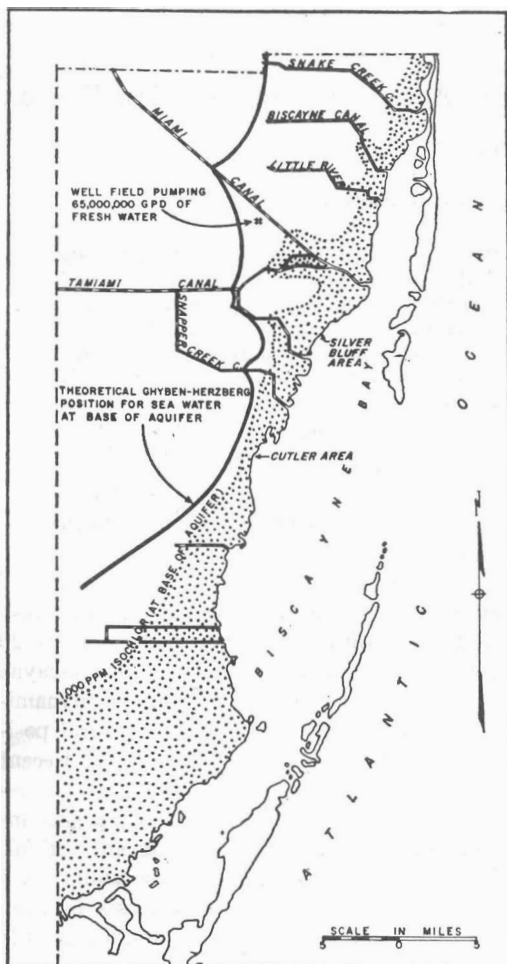 SNAKE
CREEK C.
BISCAYNE CANAL
LITTLE RIVER
MIAMI
CANAL
WELL FIELD PUMPING
65,000,000 GPD OF
FRESH WATER
TAMIAMI CANAL
SNAPPER
CREEK C.
SILVER BLUFF
AREA
THEORETICAL GHYBEN-HERZBERG
POSITION FOR SEA WATER
AT BASE OF AQUIFER
CUTLER AREA
1,000 PPM ISOCHLOR (AT BASE OF AQUIFER)
BISCAYNE BAY
ATLANTIC OCEAN
SCALE IN MILES
5 0 5